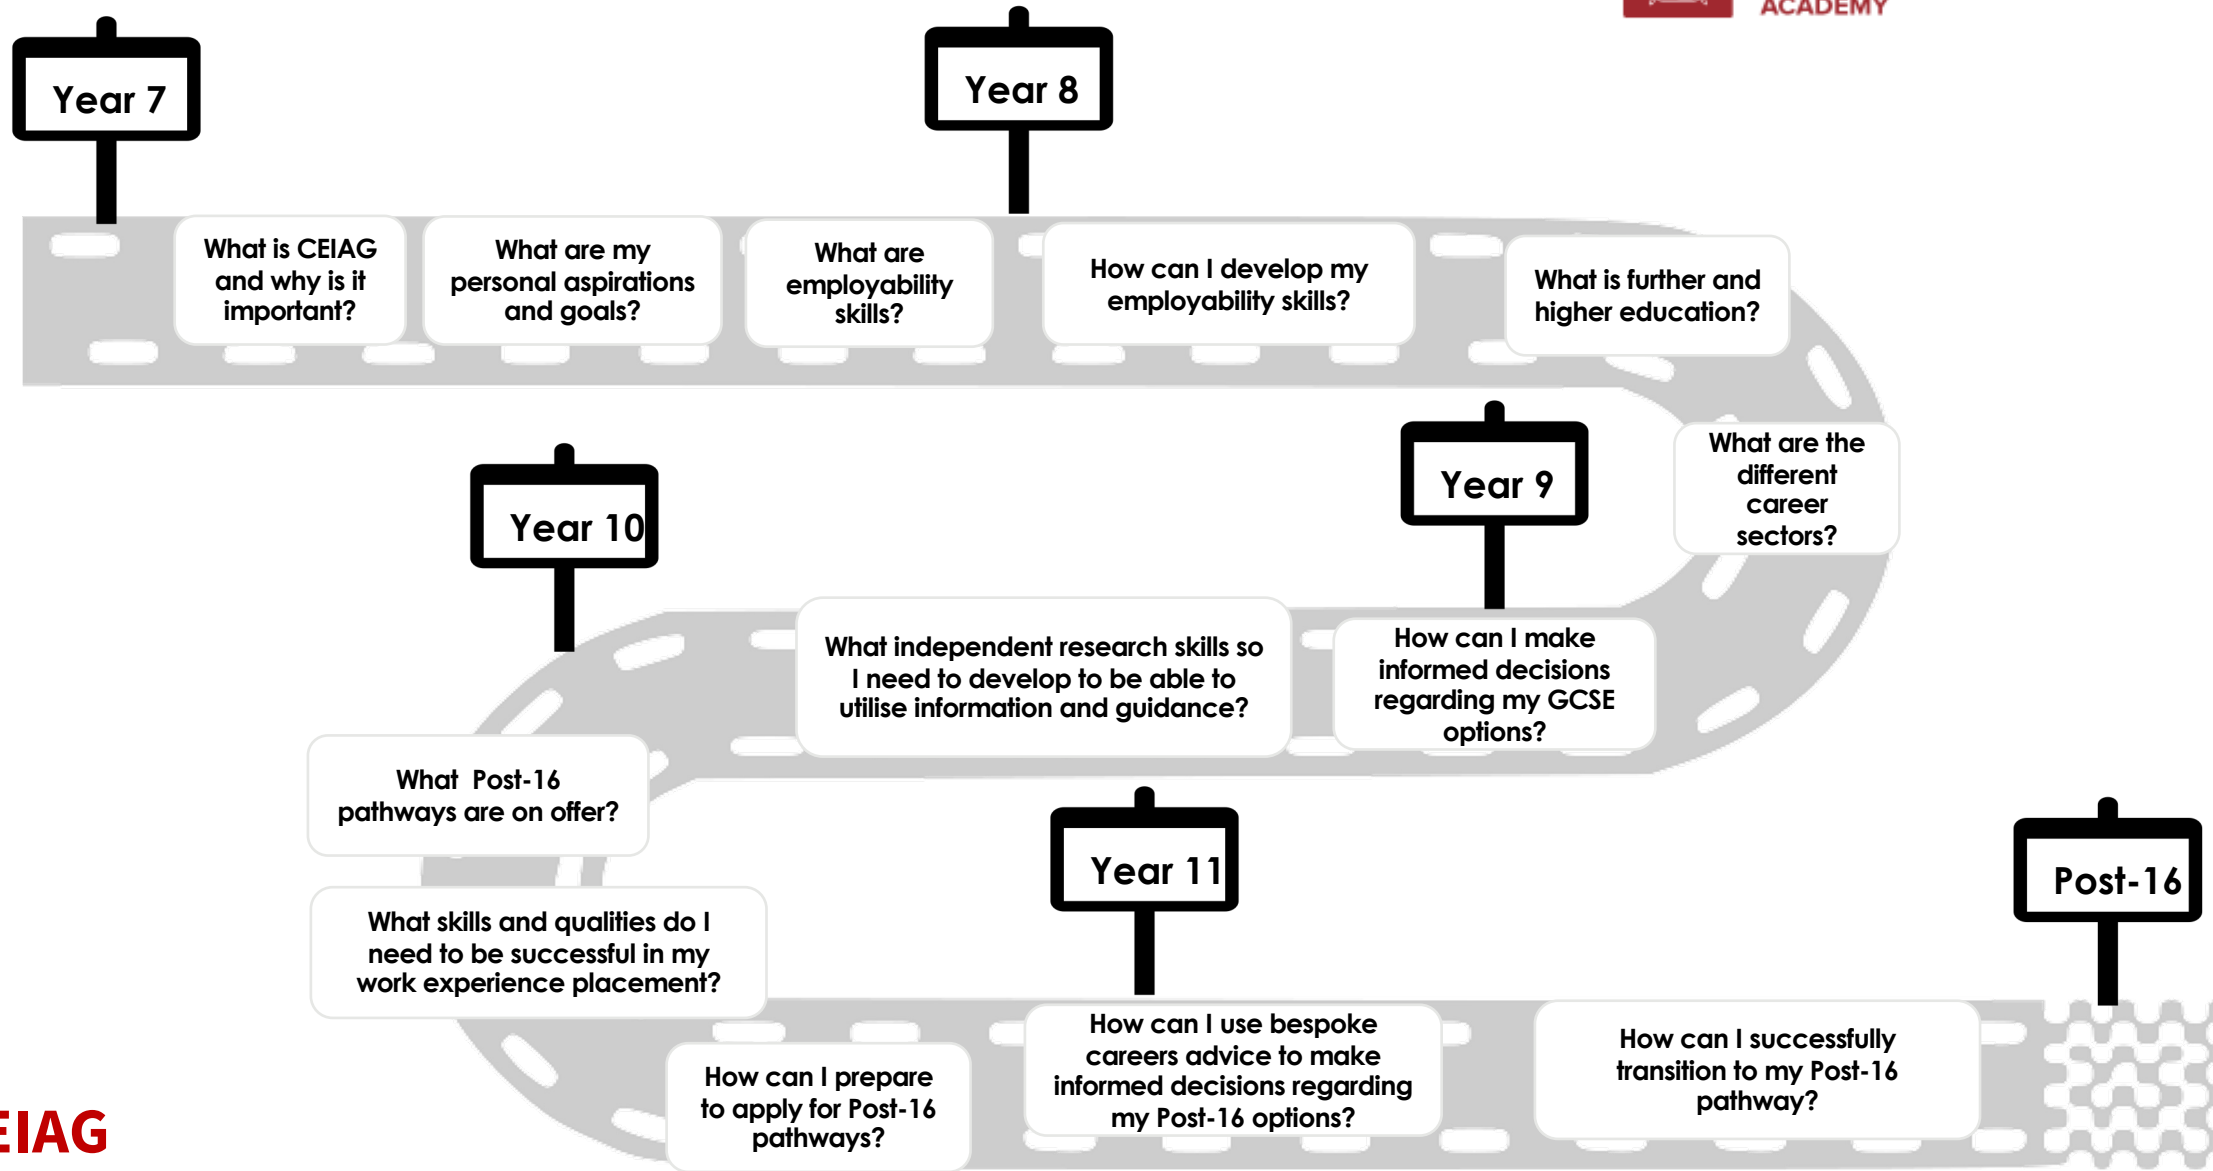 ACADEMY
Year 7
Year 8
What is CEIAG
and why is it
important?
What are my
personal aspirations
and goals?
What are
employability
skills?
How can I develop my
employability skills?
What is further and
higher education?
What are the
different
career
sectors?
Year 9
How can I make
informed decisions
regarding my GCSE
options?
What independent research skills so
I need to develop to be able to
utilise information and guidance?
Year 10
What Post-16
pathways are on offer?
What skills and qualities do I
need to be successful in my
work experience placement?
How can I prepare
to apply for Post-16
pathways?
Year 11
How can I use bespoke
careers advice to make
informed decisions regarding
my Post-16 options?
How can I successfully
transition to my Post-16
pathway?
Post-16
EIAG